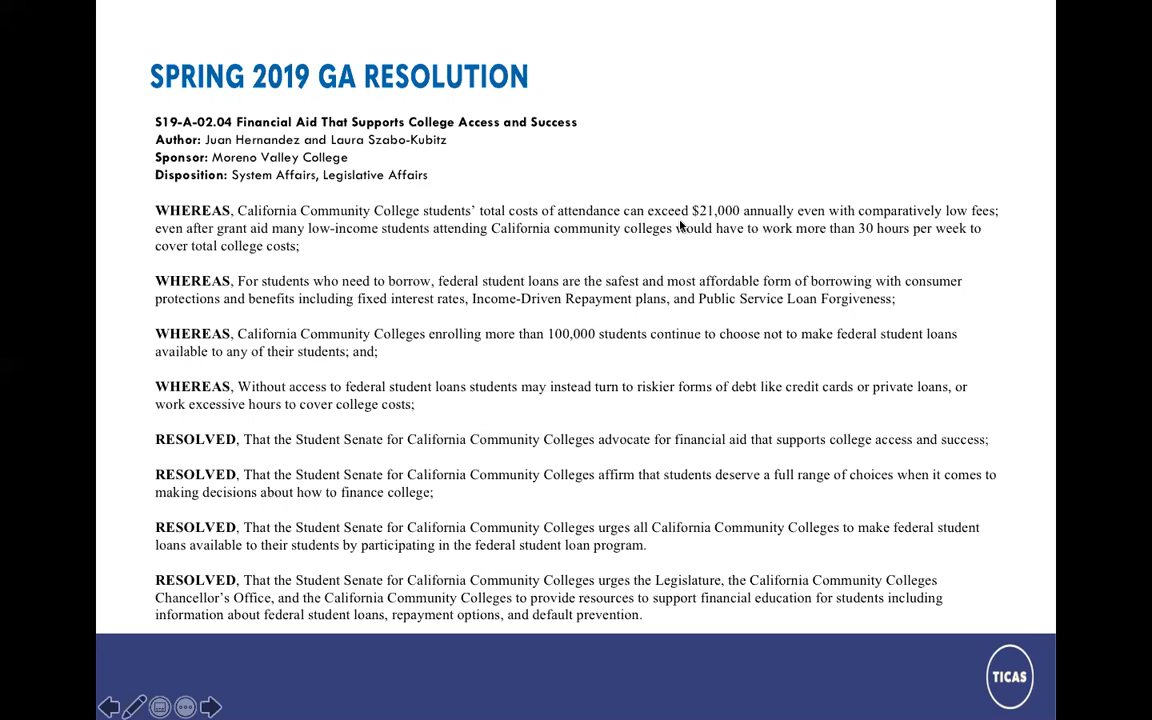 SPRING 2019 GA RESOLUTION
S19-A-02.04 Financial Aid That Supports College Access and Success
Author: Juan Hernandez and Laura Szabo-Kubitz
Sponsor: Moreno Valley College
Disposition: System Affairs, Legislative Affairs
WHEREAS, California Community College students’ total costs of attendance can exceed $21,000 annually even with comparatively low fees;
even after grant aid many low-income students attending California community colleges would have to work more than 30 hours per week to
cover total college costs;
WHEREAS, For students who need to borrow, federal student loans are the safest and most affordable form of borrowing with consumer
protections and benefits including fixed interest rates, Income-Driven Repayment plans, and Public Service Loan Forgiveness;
WHEREAS, California Community Colleges enrolling more than 100,000 students continue to choose not to make federal student loans
available to any of their students; and;
WHEREAS, Without access to federal student loans students may instead turn to riskier forms of debt like credit cards or private loans, or
work excessive hours to cover college costs;
RESOLVED, That the Student Senate for California Community Colleges advocate for financial aid that supports college access and success;
RESOLVED, That the Student Senate for California Community Colleges affirm that students deserve a full range of choices when it comes to
making decisions about how to finance college;
RESOLVED, That the Student Senate for California Community Colleges urges all California Community Colleges to make federal student
loans available to their students by participating in the federal student loan program.
RESOLVED, That the Student Senate for California Community Colleges urges the Legislature, the California Community Colleges
Chancellor’s Office, and the California Community Colleges to provide resources to support financial education for students including
information about federal student loans, repayment options, and default prevention.
TICAS